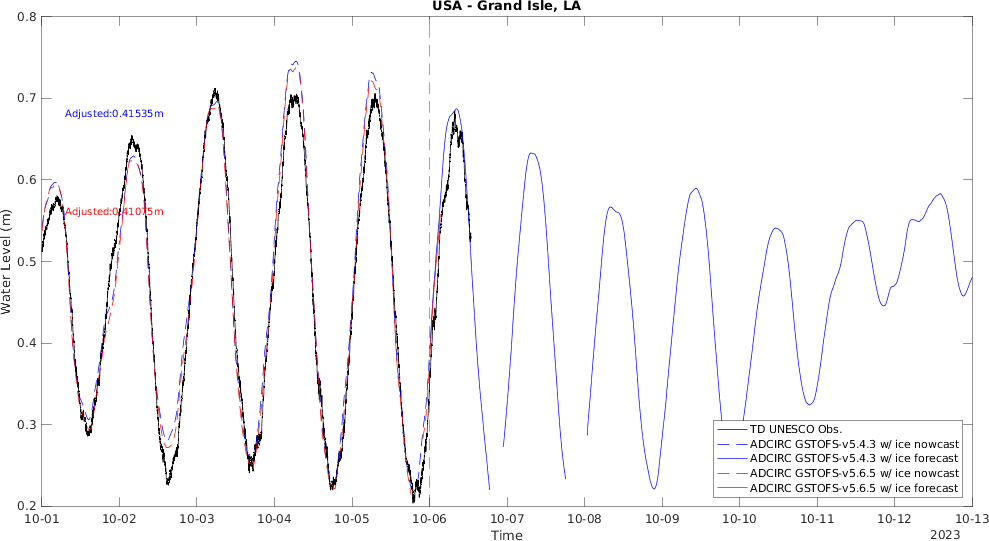 USA - Grand Isle, LA
0.8
0.7
0.6
0.5
0.4
0.3
0.2
Water Level (m)
Adjusted:0.41535m
Adjusted:0.41075m
TD UNESCO Obs.
ADCIRC GSTOFS-v5.4.3 w/ ice nowcast
ADCIRC GSTOFS-v5.4.3 w/ ice forecast
ADCIRC GSTOFS-v5.6.5 w/ ice nowcast
ADCIRC GSTOFS-v5.6.5 w/ ice forecast
10-01 10-02 10-03 10-04 10-05 10-06 10-07 10-08 10-09 10-10 10-11 10-12 10-13
Time
2023